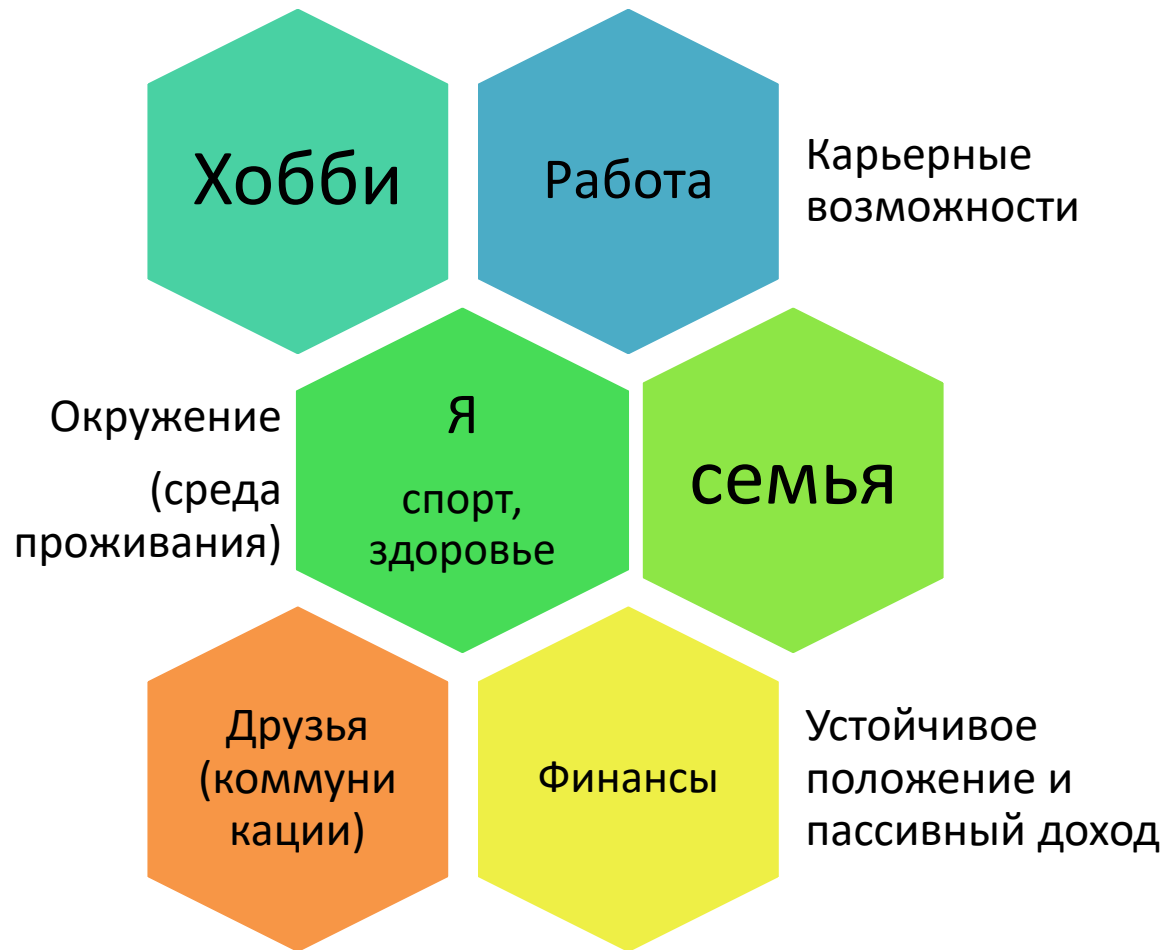 Хобби
Работа
Карьерные
возможности
Окружение
(среда
проживания)
Я
спорт,
здоровье
семья
Друзья
(коммуни
кации)
Финансы
Устойчивое
положение и
пассивный доход